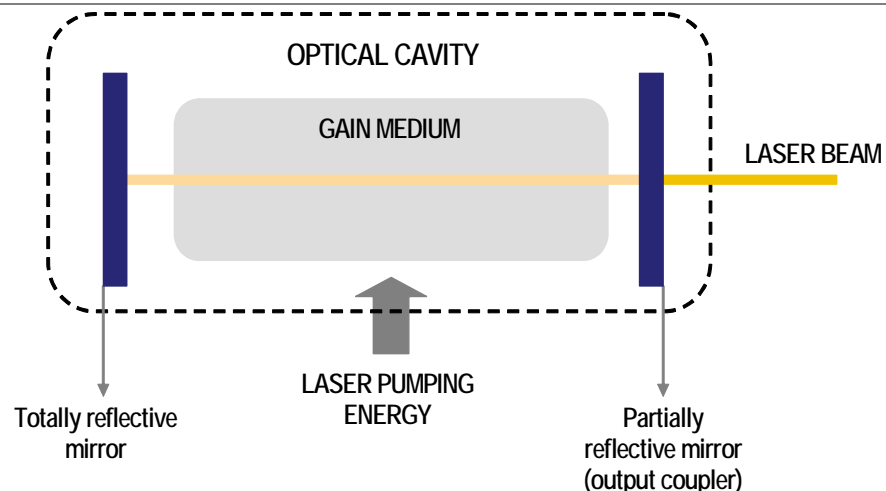 OPTICAL CAVITY
GAIN MEDIUM
LASER BEAM
LASER PUMPING
ENERGY
Totally reflective
mirror
Partially
reflective mirror
(output coupler)